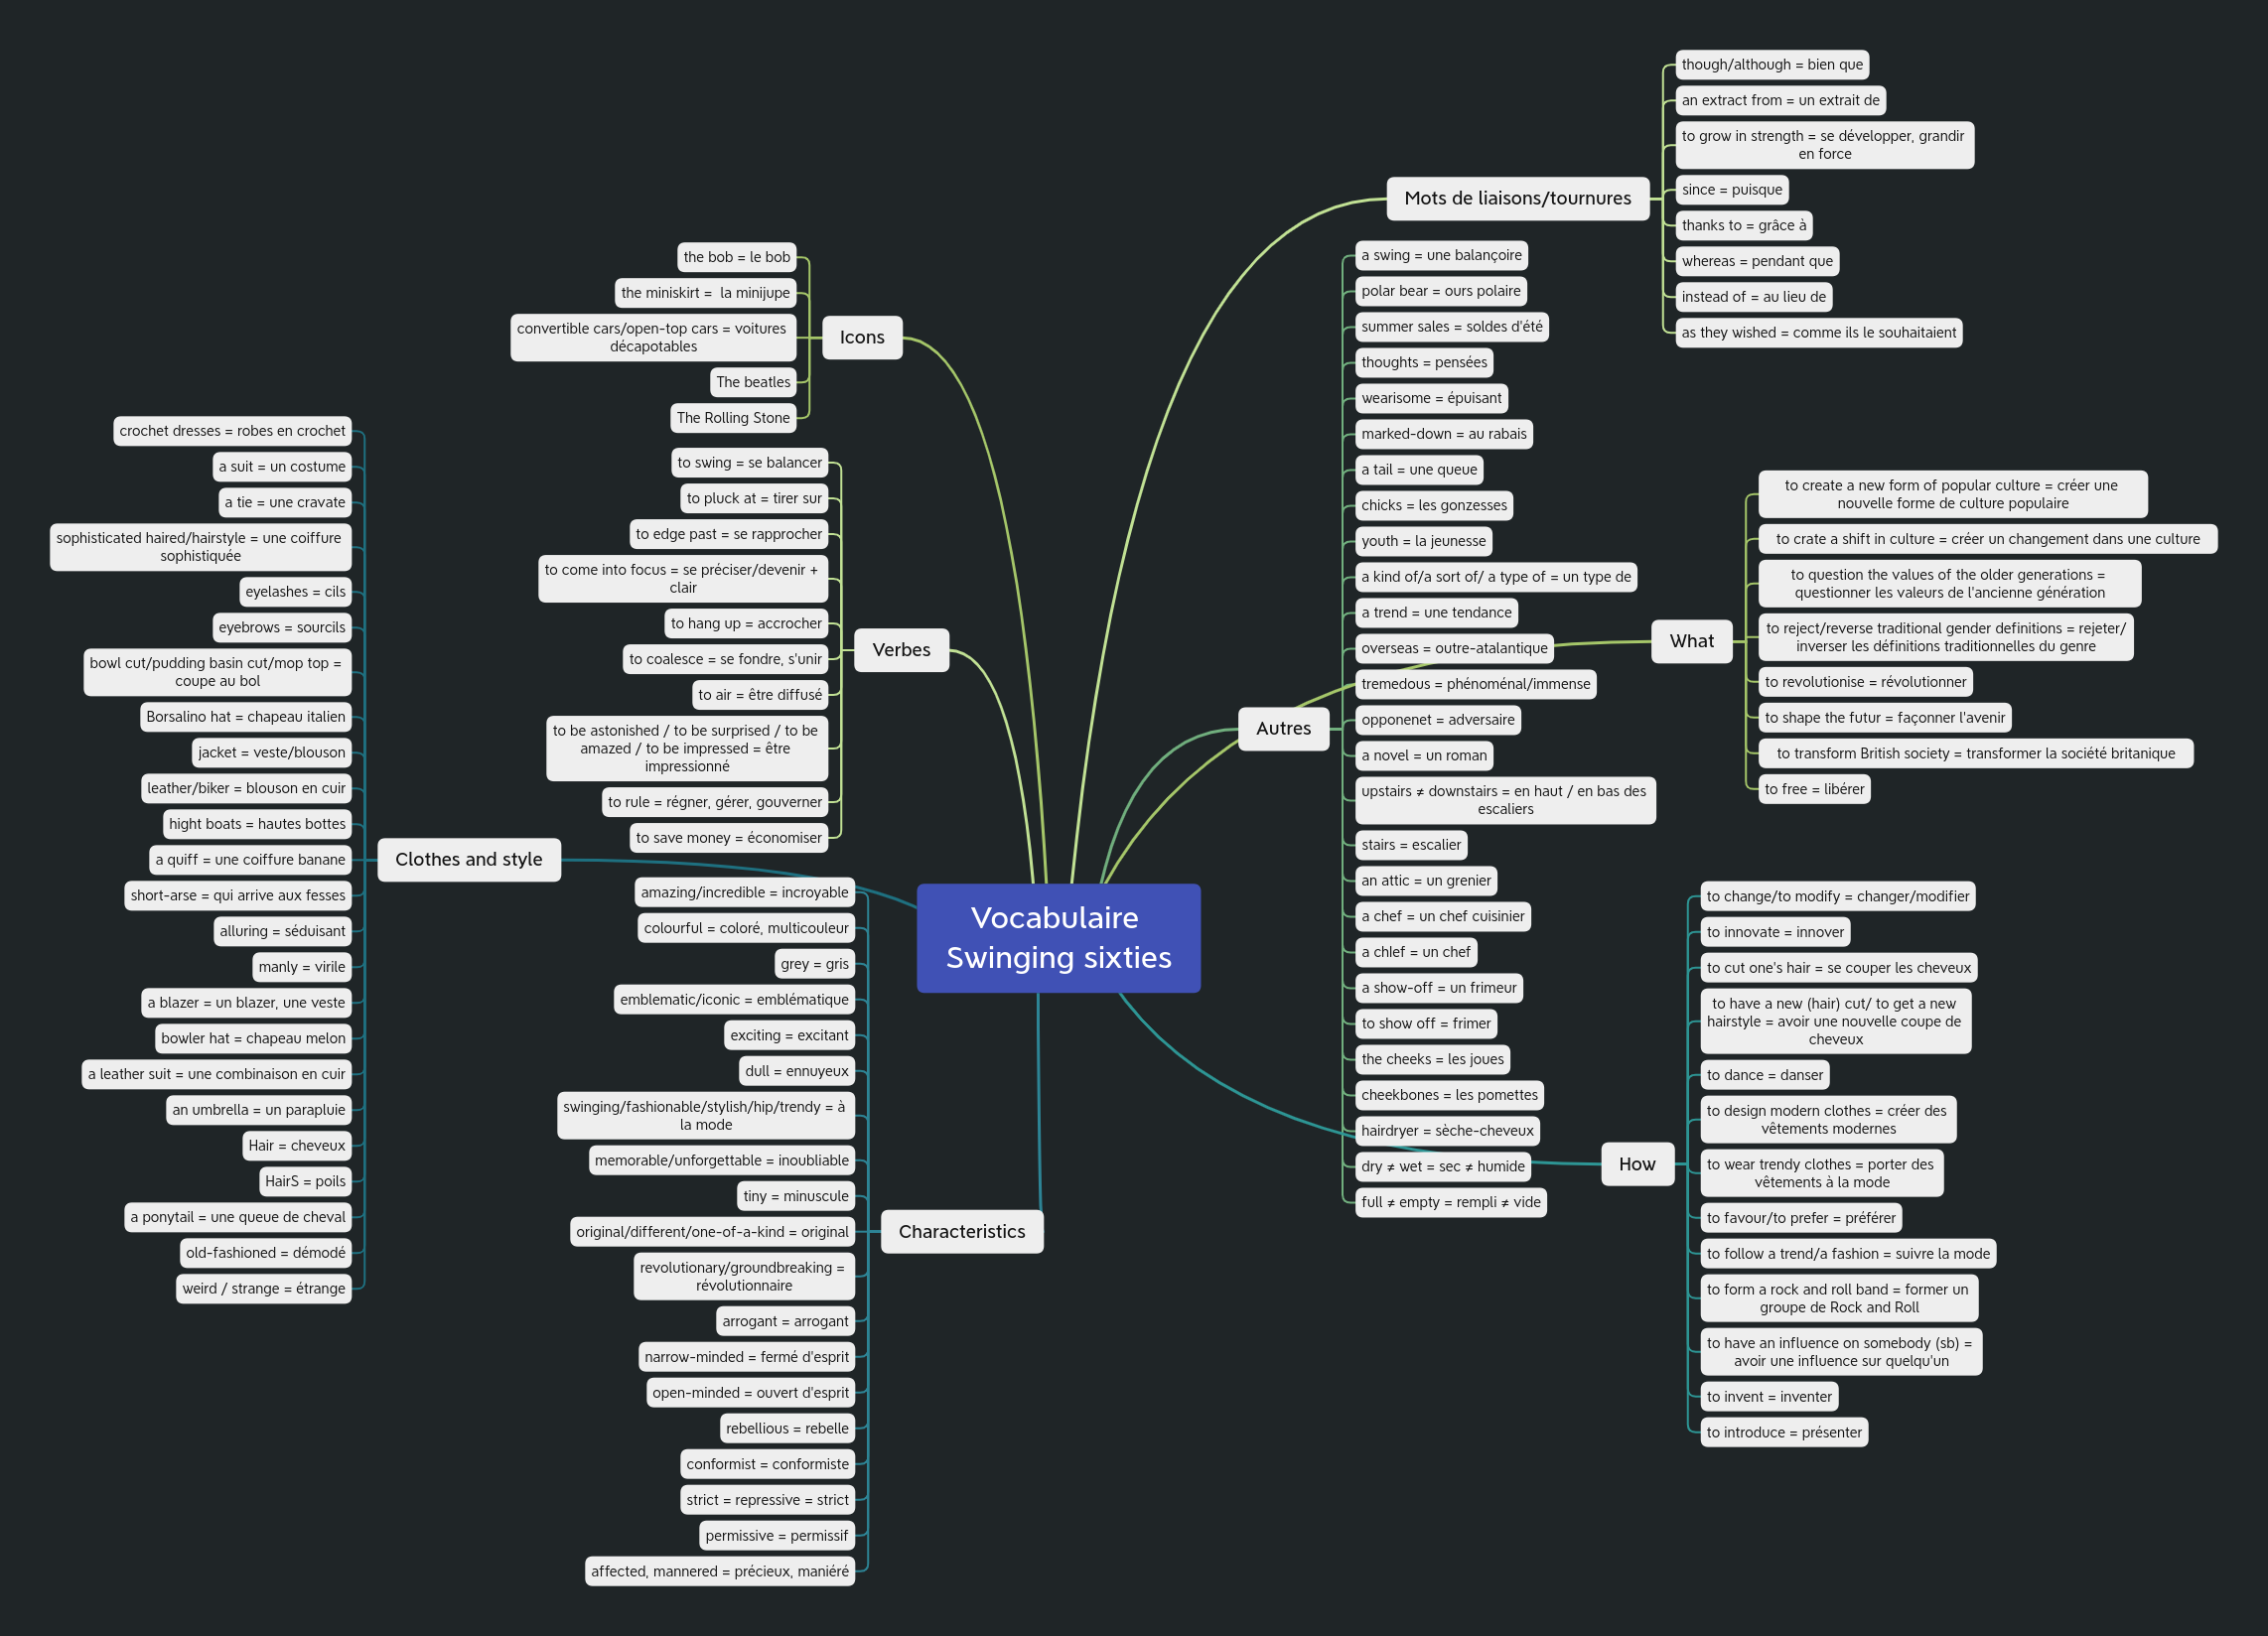 Vocabulaire
Swinging sixties
Mots de liaisons/tournures
though/although = bien que
an extract from = un extrait de
to grow in strength = se développer, grandir
en force
since = puisque
thanks to = grâce à
whereas = pendant que
instead of = au lieu de
as they wished = comme ils le souhaitaient
Icons
the bob = le bob
the miniskirt =  la minijupe
convertible cars/open-top cars = voitures
décapotables
The beatles
The Rolling Stone
Verbes
to swing = se balancer
to pluck at = tirer sur
to edge past = se rapprocher
to come into focus = se préciser/devenir +
clair
to hang up = accrocher
to coalesce = se fondre, s'unir
to air = être diffusé
to be astonished / to be surprised / to be
amazed / to be impressed = être
impressionné
to rule = régner, gérer, gouverner
to save money = économiser
Clothes and style
crochet dresses = robes en crochet
a suit = un costume
a tie = une cravate
sophisticated haired/hairstyle = une coiffure
sophistiquée
eyelashes = cils
eyebrows = sourcils
bowl cut/pudding basin cut/mop top =
coupe au bol
Borsalino hat = chapeau italien
jacket = veste/blouson
leather/biker = blouson en cuir
hight boats = hautes bottes
a quiff = une coiffure banane
short-arse = qui arrive aux fesses
alluring = séduisant
manly = virile
a blazer = un blazer, une veste
bowler hat = chapeau melon
a leather suit = une combinaison en cuir
an umbrella = un parapluie
Hair = cheveux
HairS = poils
a ponytail = une queue de cheval
old-fashioned = démodé
weird / strange = étrange
Characteristics
amazing/incredible = incroyable
colourful = coloré, multicouleur
grey = gris
emblematic/iconic = emblématique
exciting = excitant
dull = ennuyeux
swinging/fashionable/stylish/hip/trendy = à
la mode
memorable/unforgettable = inoubliable
tiny = minuscule
original/different/one-of-a-kind = original
revolutionary/groundbreaking =
révolutionnaire
arrogant = arrogant
narrow-minded = fermé d'esprit
open-minded = ouvert d'esprit
rebellious = rebelle
conformist = conformiste
strict = repressive = strict
permissive = permissif
affected, mannered = précieux, maniéré
Autres
a swing = une balançoire
polar bear = ours polaire
summer sales = soldes d'été
thoughts = pensées
wearisome = épuisant
marked-down = au rabais
a tail = une queue
chicks = les gonzesses
youth = la jeunesse
a kind of/a sort of/ a type of = un type de
a trend = une tendance
overseas = outre-atalantique
tremedous = phénoménal/immense
opponenet = adversaire
a novel = un roman
upstairs ≠ downstairs = en haut / en bas des
escaliers
stairs = escalier
an attic = un grenier
a chef = un chef cuisinier
a chlef = un chef
a show-off = un frimeur
to show off = frimer
the cheeks = les joues
cheekbones = les pomettes
hairdryer = sèche-cheveux
dry ≠ wet = sec ≠ humide
full ≠ empty = rempli ≠ vide
What
to create a new form of popular culture = créer une
nouvelle forme de culture populaire
to crate a shift in culture = créer un changement dans une culture
to question the values of the older generations =
questionner les valeurs de l'ancienne génération
to reject/reverse traditional gender definitions = rejeter/
inverser les définitions traditionnelles du genre
to revolutionise = révolutionner
to shape the futur = façonner l'avenir
to transform British society = transformer la société britanique
to free = libérer
How
to change/to modify = changer/modifier
to innovate = innover
to cut one's hair = se couper les cheveux
to have a new (hair) cut/ to get a new
hairstyle = avoir une nouvelle coupe de
cheveux
to dance = danser
to design modern clothes = créer des
vêtements modernes
to wear trendy clothes = porter des
vêtements à la mode
to favour/to prefer = préférer
to follow a trend/a fashion = suivre la mode
to form a rock and roll band = former un
groupe de Rock and Roll
to have an influence on somebody (sb) =
avoir une influence sur quelqu'un
to invent = inventer
to introduce = présenter